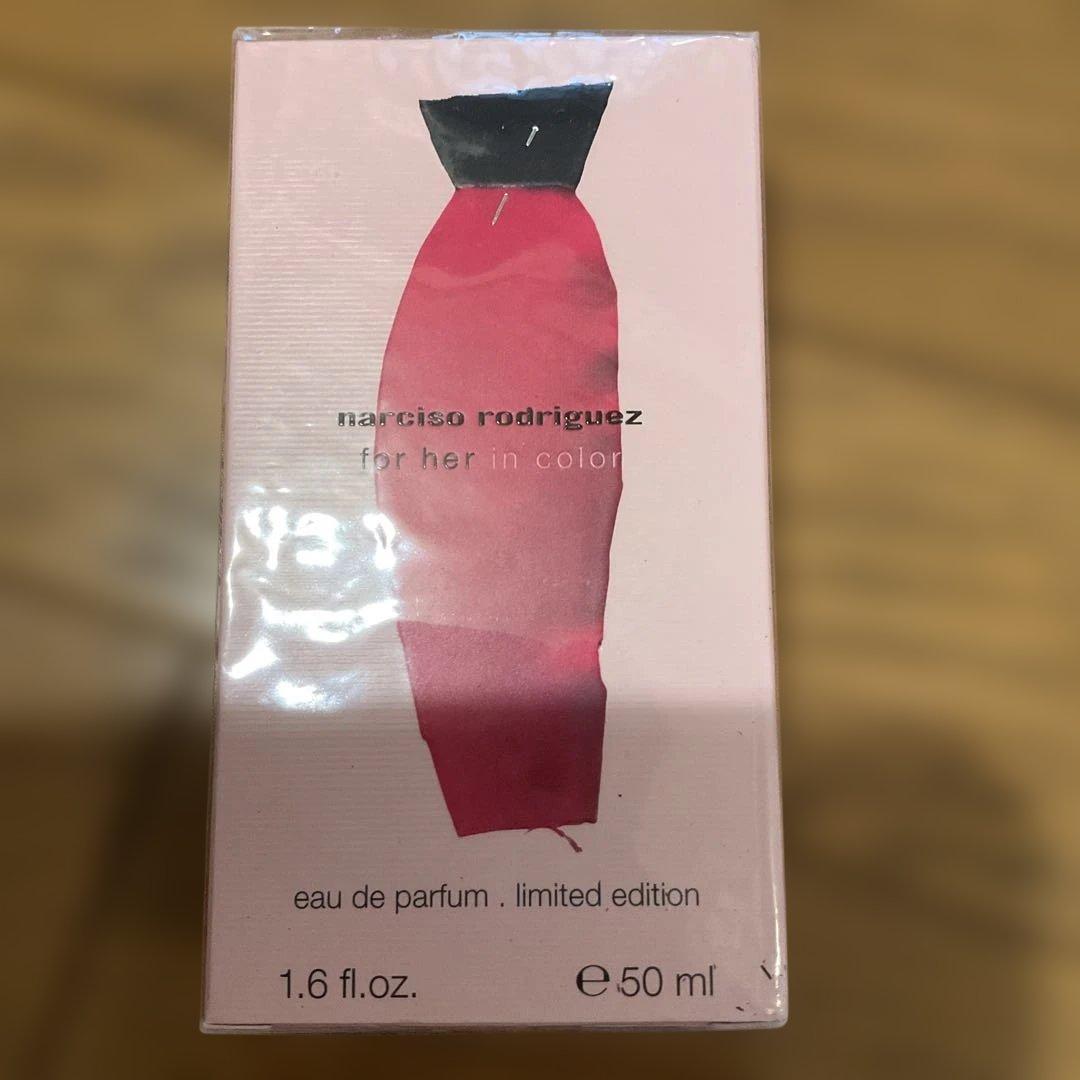 narciso rodriguez
for her in color
eau de parfum . limited edition
1.6 fl.oz. ℮ 50 ml